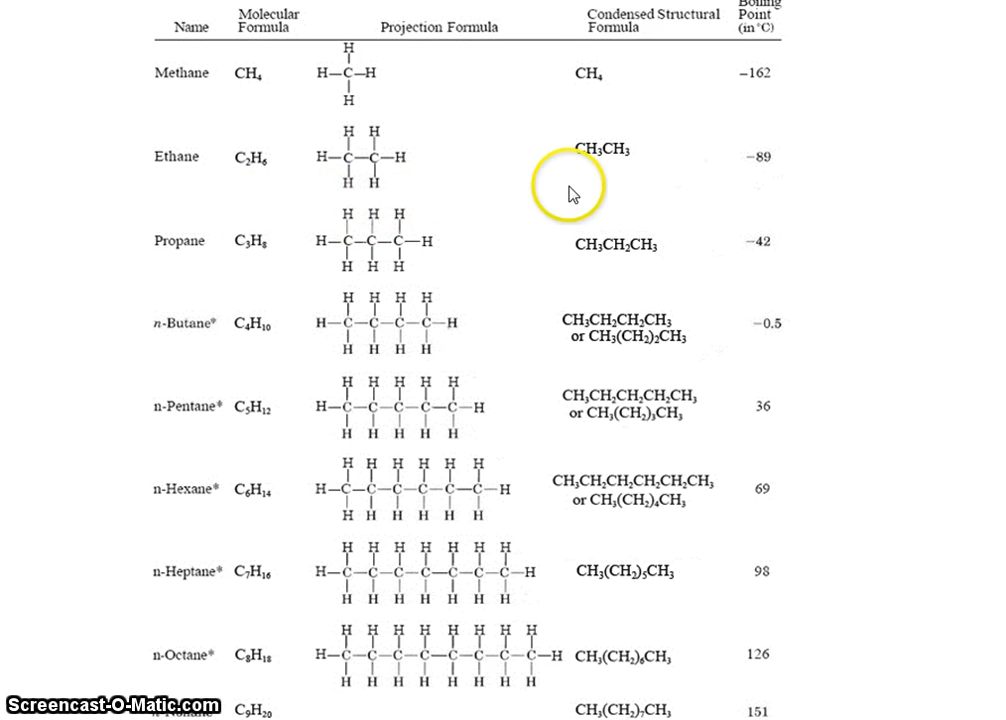 Name Molecular Formula Projection Formula Condensed Structural Formula Boiling Point (in °C)
H
Methane CH₄ H–C–H CH₄ –162
H
H H
Ethane C₂H₆ H–C–C–H CH₃CH₃ –89
H H
H H H
Propane C₃H₈ H–C–C–C–H CH₃CH₂CH₃ –42
H H H
H H H H
n-Butane* C₄H₁₀ H–C–C–C–C–H CH₃CH₂CH₂CH₃ –0.5
or CH₃(CH₂)₂CH₃
H H H H
H H H H H
n-Pentane* C₅H₁₂ H–C–C–C–C–C–H CH₃CH₂CH₂CH₂CH₃ 36
or CH₃(CH₂)₃CH₃
H H H H H
H H H H H H
n-Hexane* C₆H₁₄ H–C–C–C–C–C–C–H CH₃CH₂CH₂CH₂CH₂CH₃ 69
or CH₃(CH₂)₄CH₃
H H H H H H
H H H H H H H
n-Heptane* C₇H₁₆ H–C–C–C–C–C–C–C–H CH₃(CH₂)₅CH₃ 98
H H H H H H H
H H H H H H H H
n-Octane* C₈H₁₈ H–C–C–C–C–C–C–C–C–H CH₃(CH₂)₆CH₃ 126
H H H H H H H H
C₉H₂₀ CH₃(CH₂)₇CH₃ 151
Screencast-O-Matic.com